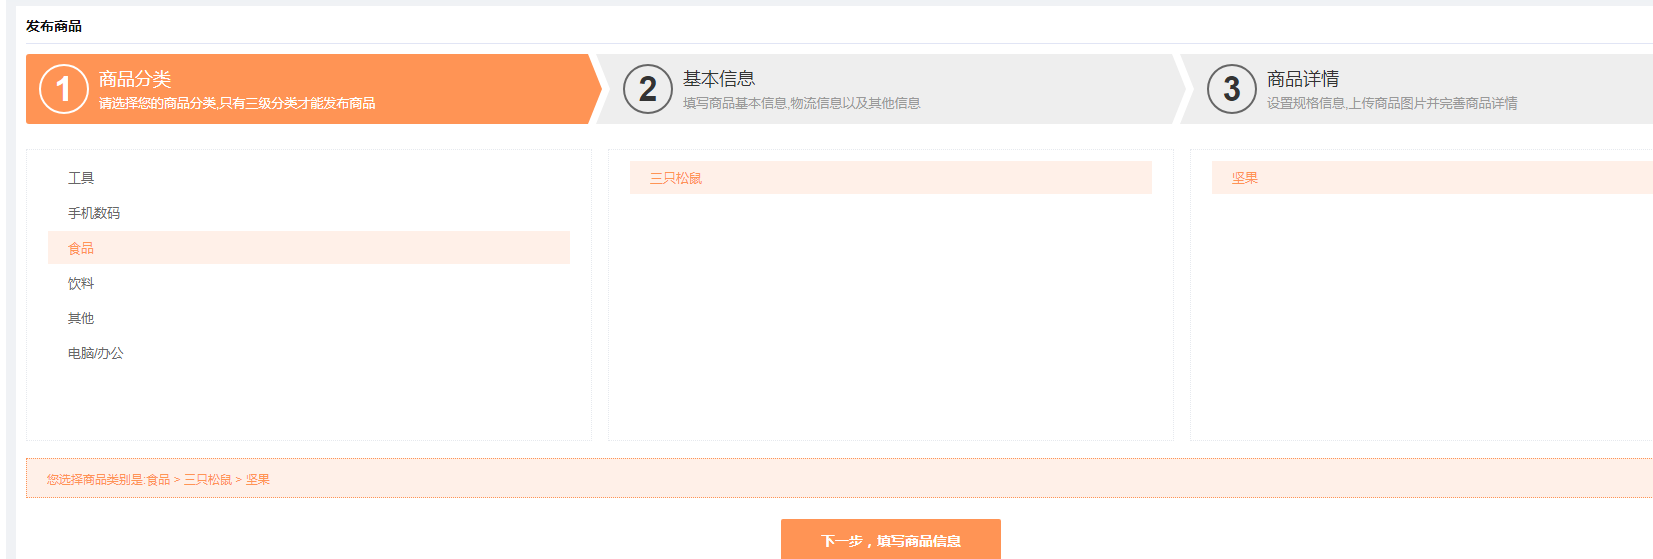 发布商品
1
商品分类
请选择您的商品分类,只有三级分类才能发布商品
2
基本信息
填写商品基本信息,物流信息以及其他信息
3
商品详情
设置规格信息,上传商品图片并完善商品详情
工具
手机数码
食品
饮料
其他
电脑/办公
三只松鼠
坚果
您选择商品类别是:食品 > 三只松鼠 > 坚果
下一步，填写商品信息